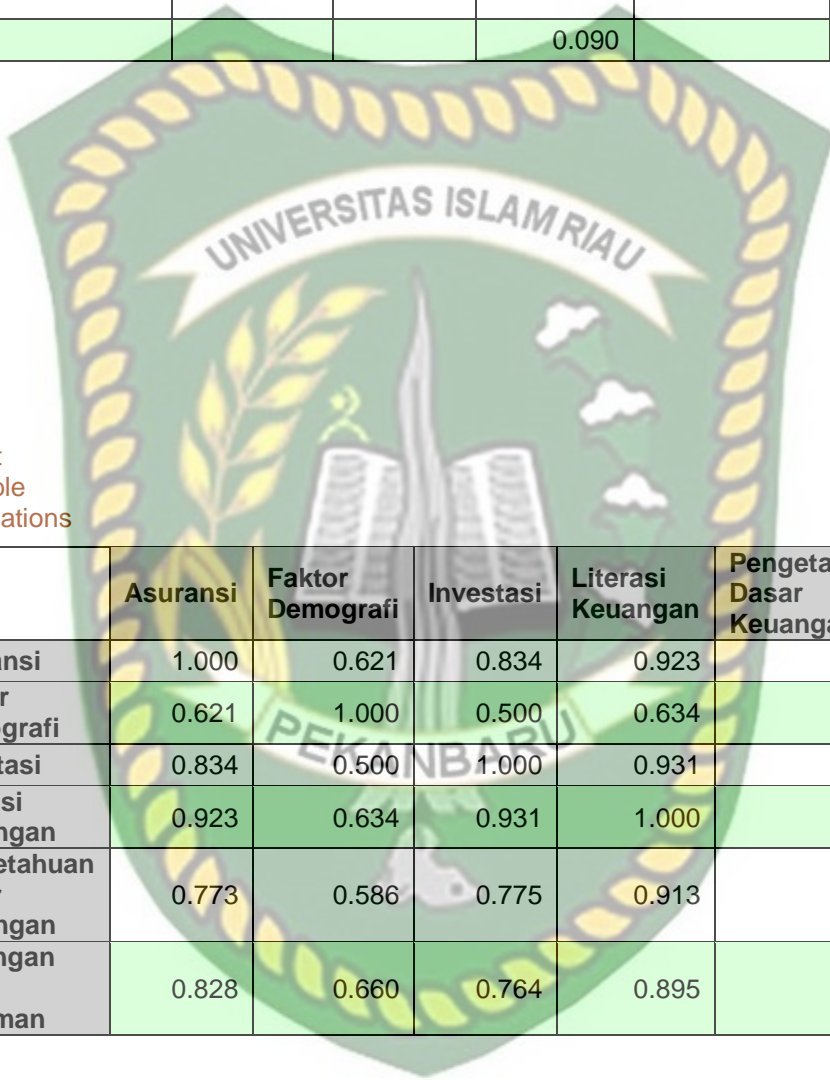 0.090
UNIVERSITAS ISLAM RIAU
ations
Asuransi Faktor Demografi Investasi Literasi Keuangan Dasar
1.000 0.621 0.834 0.923
0.621 1.000 0.500 0.634
0.834 0.500 1.000 0.931
0.923 0.634 0.931 1.000
0.773 0.586 0.775 0.913
0.828 0.660 0.764 0.895
PEKANBARU